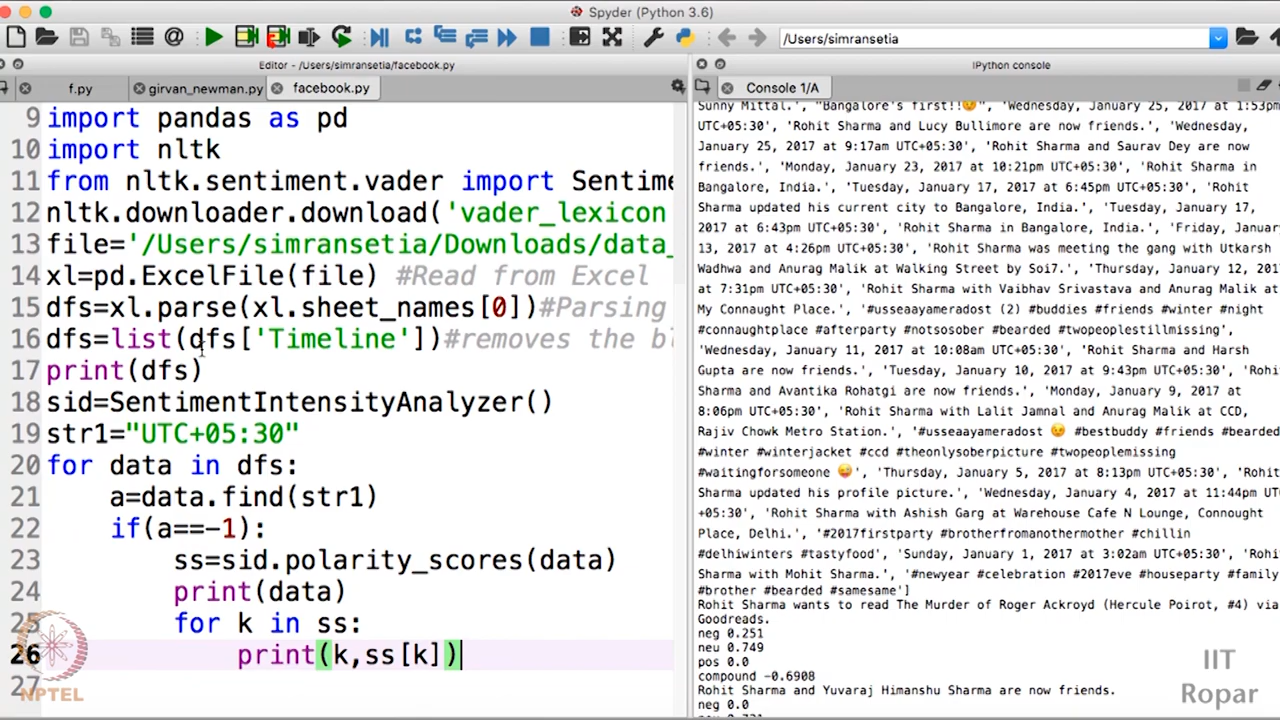 Spyder (Python 3.6)
/Users/simransetia
Editor - /Users/simransetia/facebook.py
f.py
girvan_newman.py
facebook.py
9 import pandas as pd
10 import nltk
11 from nltk.sentiment.vader import Sentime
12 nltk.downloader.download('vader_lexicon
13 file='/Users/simransetia/Downloads/data_
14 xl=pd.ExcelFile(file) #Read from Excel
15 dfs=xl.parse(xl.sheet_names[0])#Parsing
16 dfs=list(dfs['Timeline'])#removes the bl
17 print(dfs)
18 sid=SentimentIntensityAnalyzer()
19 str1="UTC+05:30"
20 for data in dfs:
21 a=data.find(str1)
22 if(a==-1):
23 ss=sid.polarity_scores(data)
24 print(data)
25 for k in ss:
26 print(k,ss[k])
27
NPTEL
IPython console
Console 1/A
Sunny Mittal.', "Bangalore's first!!😉", 'Wednesday, January 25, 2017 at 1:53pm
UTC+05:30', 'Rohit Sharma and Lucy Bullimore are now friends.', 'Wednesday,
January 25, 2017 at 9:17am UTC+05:30', 'Rohit Sharma and Saurav Dey are now
friends.', 'Monday, January 23, 2017 at 10:21pm UTC+05:30', 'Rohit Sharma in
Bangalore, India.', 'Tuesday, January 17, 2017 at 6:45pm UTC+05:30', 'Rohit
Sharma updated his current city to Bangalore, India.', 'Tuesday, January 17,
2017 at 6:43pm UTC+05:30', 'Rohit Sharma in Bangalore, India.', 'Friday, January
13, 2017 at 4:26pm UTC+05:30', 'Rohit Sharma was meeting the gang with Utkarsh
Wadhwa and Anurag Malik at Walking Street by Soi7.', 'Thursday, January 12, 2017
at 7:31pm UTC+05:30', 'Rohit Sharma with Vaibhav Srivastava and Anurag Malik at
My Connaught Place.', '#usseaayameradost (2) #buddies #friends #winter #night
#connaughtplace #afterparty #notsosober #bearded #twopeoplestillmissing',
'Wednesday, January 11, 2017 at 10:08am UTC+05:30', 'Rohit Sharma and Harsh
Gupta are now friends.', 'Tuesday, January 10, 2017 at 9:43pm UTC+05:30', 'Rohit
Sharma and Avantika Rohatgi are now friends.', 'Monday, January 9, 2017 at
8:06pm UTC+05:30', 'Rohit Sharma with Lalit Jamnal and Anurag Malik at CCD,
Rajiv Chowk Metro Station.', '#usseaayameradost 😉 #bestbuddy #friends #bearded
#winter #winterjacket #ccd #theonlysoberpicture #twopeoplemissing
#waitingforsomeone 😜', 'Thursday, January 5, 2017 at 8:13pm UTC+05:30', 'Rohit
Sharma updated his profile picture.', 'Wednesday, January 4, 2017 at 11:44pm UTC
+05:30', 'Rohit Sharma with Ashish Garg at Warehouse Cafe N Lounge, Connought
Place, Delhi.', '#2017firstparty #brotherfromanothermother #chillin
#delhiwinters #tastyfood', 'Sunday, January 1, 2017 at 3:02am UTC+05:30', 'Rohit
Sharma with Mohit Sharma.', '#newyear #celebration #2017eve #houseparty #family
#brother #bearded #samesame']
Rohit Sharma wants to read The Murder of Roger Ackroyd (Hercule Poirot, #4) via
Goodreads.
neg 0.251
neu 0.749
pos 0.0
compound -0.6908
Rohit Sharma and Yuvaraj Himanshu Sharma are now friends.
neg 0.0
IIT
Ropar